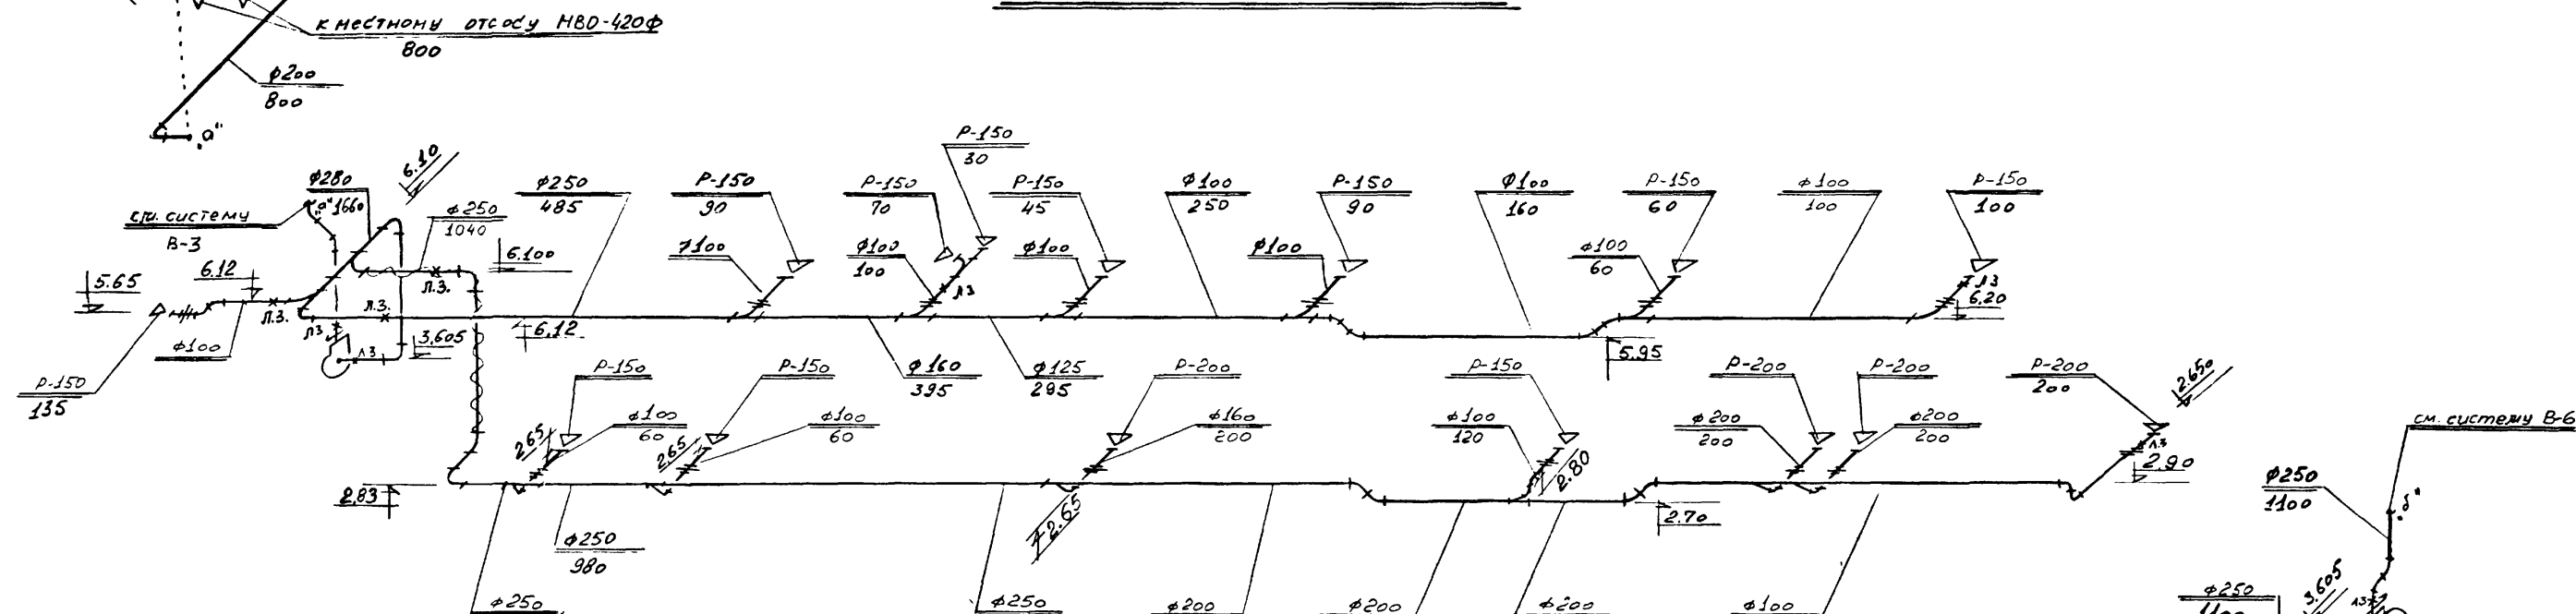 к местному отсосу МВО-420Ф
800
ф200
800
"а"
6.10
ф280
"а" 1660
см. систему
В-3
ф250
1040
ф250
485
Р-150
90
Р-150
70
Р-150
30
Р-150
45
ф100
250
Р-150
90
ф100
160
Р-150
60
ф100
100
Р-150
100
5.65
6.12
6.100
ф100
ф100
100
ф100
ф100
ф100
60
л.з.
л.з.
л.з.
л.з
л.з
л.з
л.з
6.20
6.12
3.605
5.95
ф100
Р-150
135
ф160
395
ф125
295
Р-150
Р-150
Р-200
Р-150
Р-200
Р-200
Р-200
200
2.650
2.65
ф100
60
2.65
ф100
60
ф160
200
ф100
120
2.80
ф200
200
ф200
200
л.з
2.90
см. систему В-6
2.83
2.65
2.70
ф250
1100
"б"
ф250
980
ф250
ф250
ф200
ф200
ф200
ф100
ф250
1100
3.605
л.з